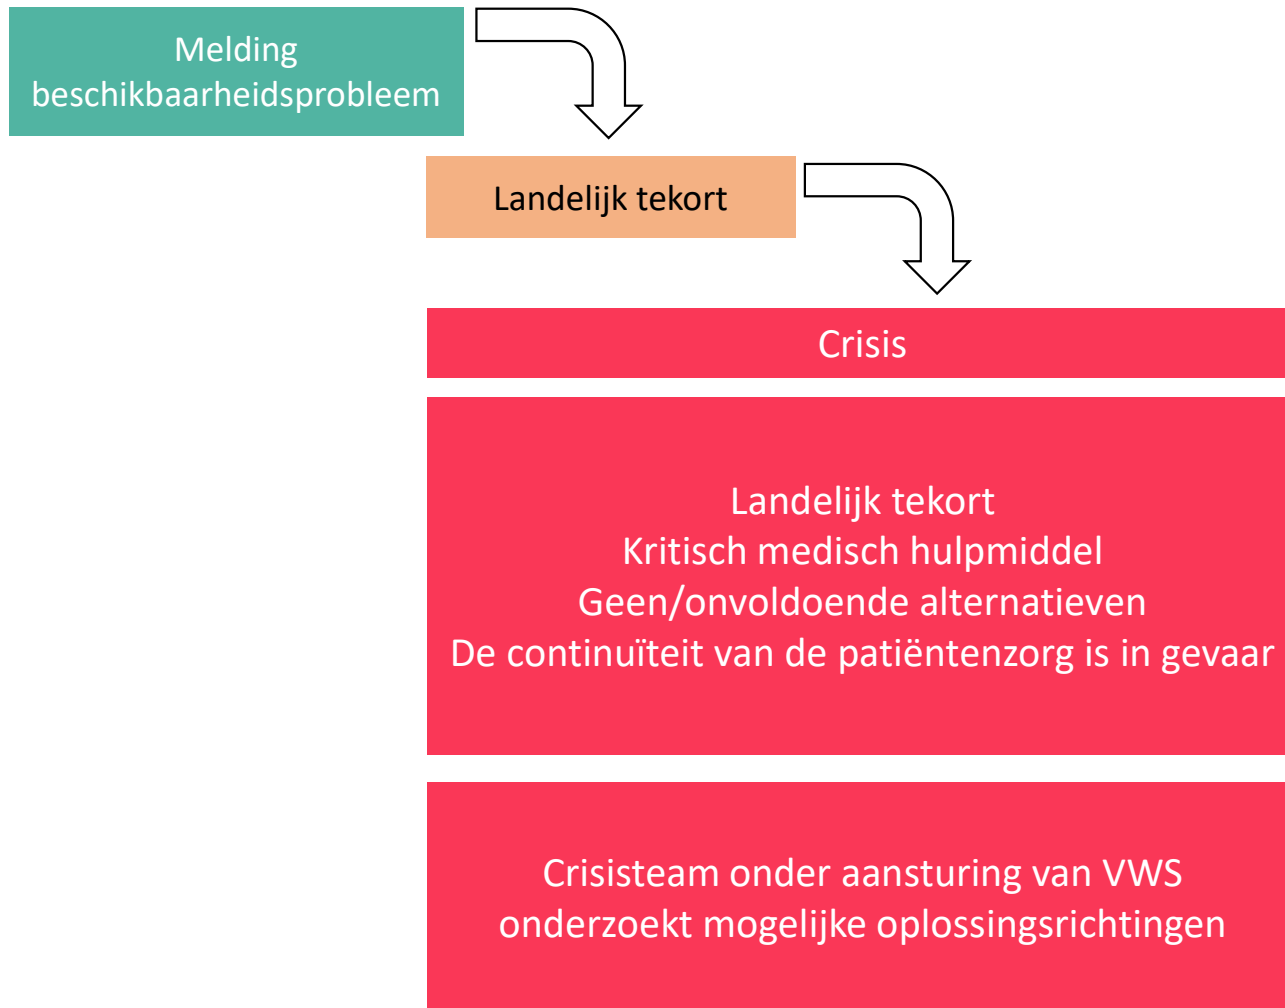 Melding
beschikbaarheidsprobleem
Landelijk tekort
Crisis
Landelijk tekort
Kritisch medisch hulpmiddel
Geen/onvoldoende alternatieven
De continuïteit van de patiëntenzorg is in gevaar
Crisisteam onder aansturing van VWS
onderzoekt mogelijke oplossingsrichtingen